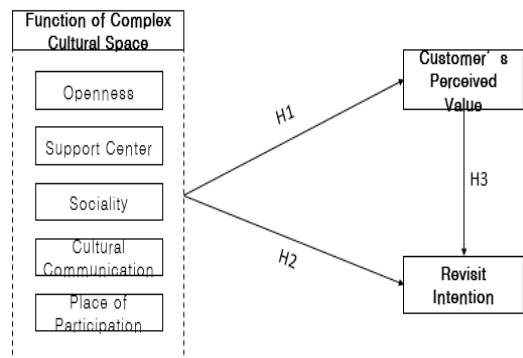 Function of Complex
Cultural Space
Openness
Support Center
Sociality
Cultural
Communication
Place of
Participation
H1
H2
Customer’s
Perceived
Value
H3
Revisit
Intention